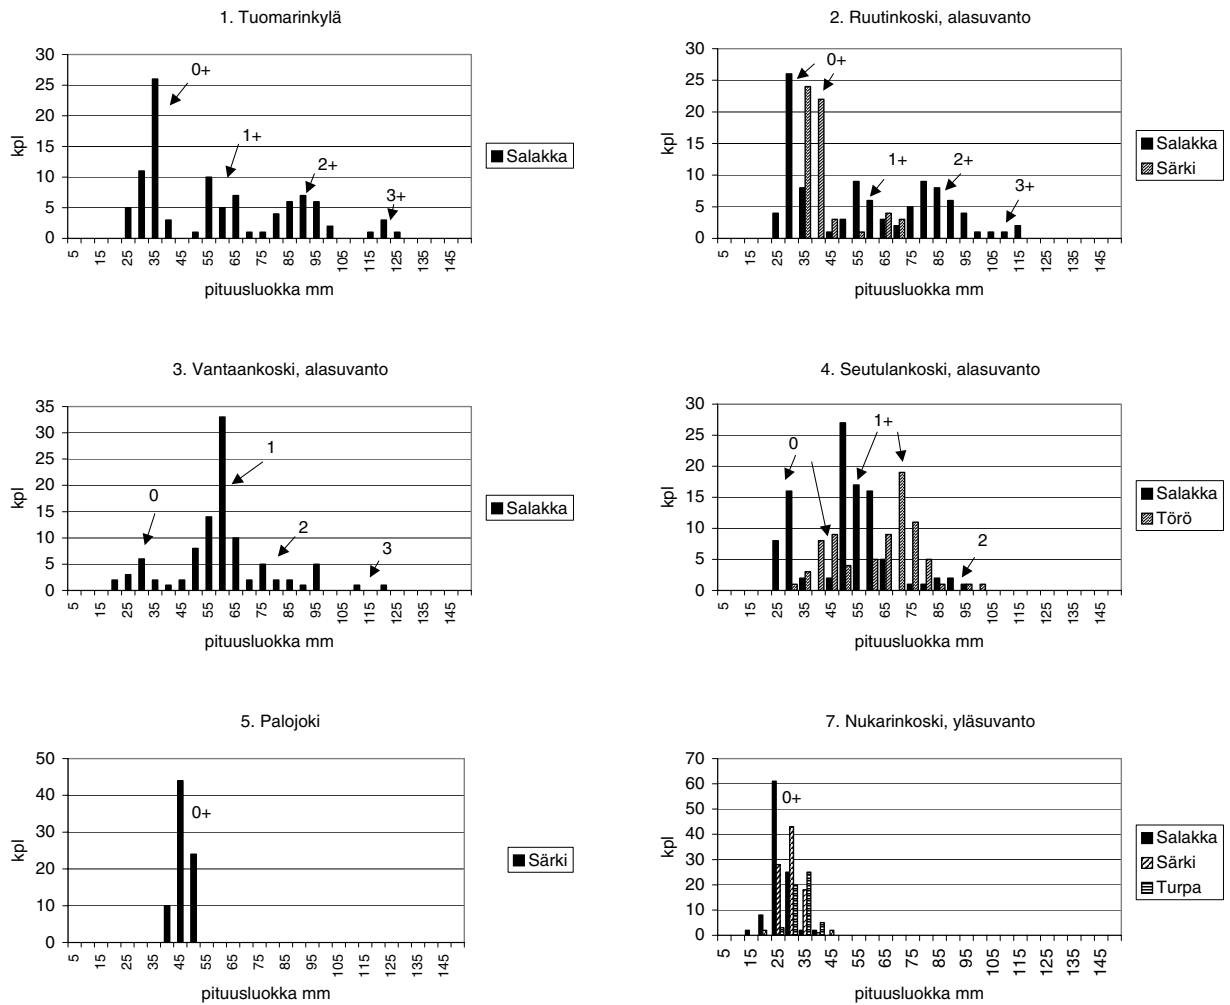 1. Tuomarinkylä
30
25
20
15
10
5
0
kpl
0+
1+
2+
3+
5 15 25 35 45 55 65 75 85 95 105 115 125 135 145
pituusluokka mm
Salakka
2. Ruutinkoski, alasuvanto
30
25
20
15
10
5
0
kpl
0+
1+
2+
3+
5 15 25 35 45 55 65 75 85 95 105 115 125 135 145
pituusluokka mm
Salakka
Särki
3. Vantaankoski, alasuvanto
35
30
25
20
15
10
5
0
kpl
0
1
2
3
5 15 25 35 45 55 65 75 85 95 105 115 125 135 145
pituusluokka mm
Salakka
4. Seutulankoski, alasuvanto
30
25
20
15
10
5
0
kpl
0
1+
2
5 15 25 35 45 55 65 75 85 95 105 115 125 135 145
pituusluokka mm
Salakka
Törö
5. Palojoki
50
40
30
20
10
0
kpl
0+
5 15 25 35 45 55 65 75 85 95 105 115 125 135 145
pituusluokka mm
Särki
7. Nukarinkoski, yläsuvanto
70
60
50
40
30
20
10
0
kpl
0+
5 15 25 35 45 55 65 75 85 95 105 115 125 135 145
pituusluokka mm
Salakka
Särki
Turpa